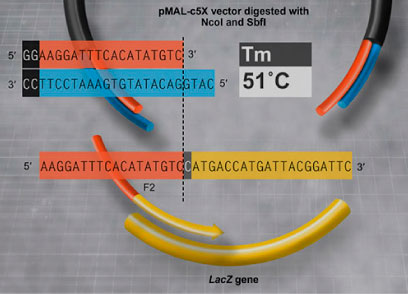 pMAL-c5X vector digested with
NcoI and SbfI
5' GGAAGGATTTCACATATGTC 3'
3' CCTTCCTAAAGTGTATACAGGTAC 5'
Tm
51˚C
5' AAGGATTTCACATATGTCCATGACCATGATTACGGATTC 3'
F2
LacZ gene